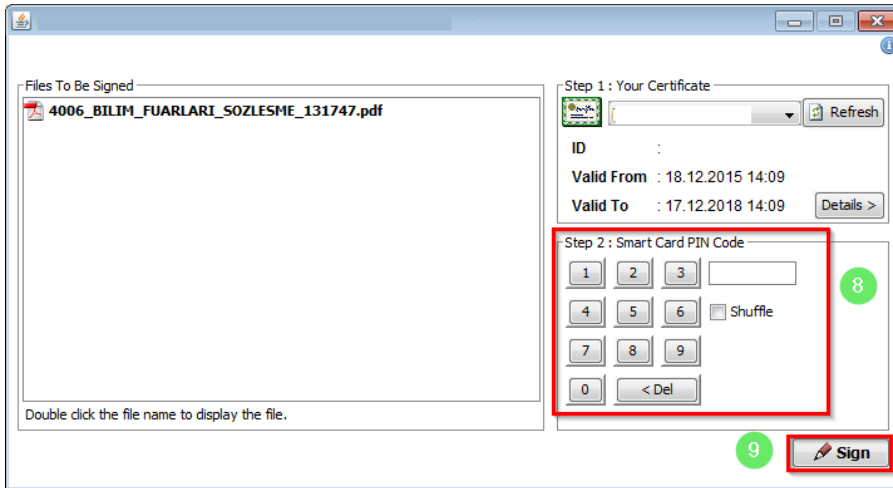 Files To Be Signed
4006_BILIM_FUARLARI_SOZLESME_131747.pdf
Double click the file name to display the file.
Step 1 : Your Certificate
Refresh
ID :
Valid From : 18.12.2015 14:09
Valid To : 17.12.2018 14:09
Details >
Step 2 : Smart Card PIN Code
1 2 3
4 5 6 Shuffle
7 8 9
0 < Del
8
9
Sign